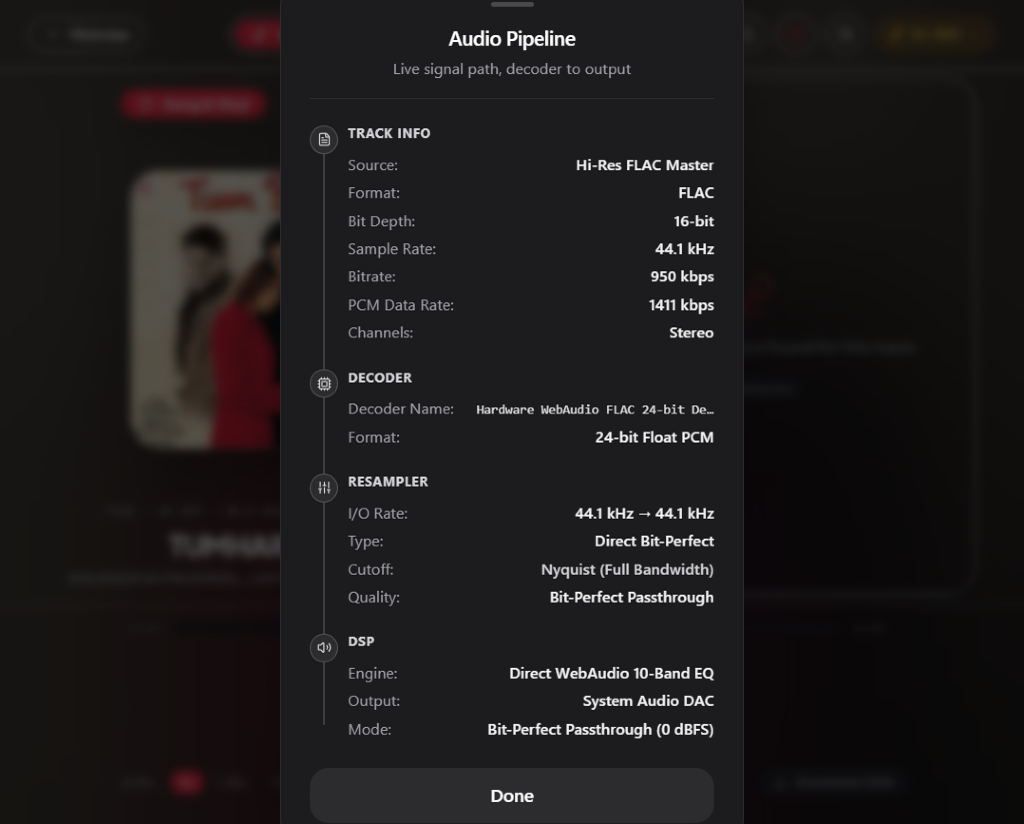 Audio Pipeline
Live signal path, decoder to output
TRACK INFO
Source: Hi-Res FLAC Master
Format: FLAC
Bit Depth: 16-bit
Sample Rate: 44.1 kHz
Bitrate: 950 kbps
PCM Data Rate: 1411 kbps
Channels: Stereo
DECODER
Decoder Name: Hardware WebAudio FLAC 24-bit De…
Format: 24-bit Float PCM
RESAMPLER
I/O Rate: 44.1 kHz → 44.1 kHz
Type: Direct Bit-Perfect
Cutoff: Nyquist (Full Bandwidth)
Quality: Bit-Perfect Passthrough
DSP
Engine: Direct WebAudio 10-Band EQ
Output: System Audio DAC
Mode: Bit-Perfect Passthrough (0 dBFS)
Done